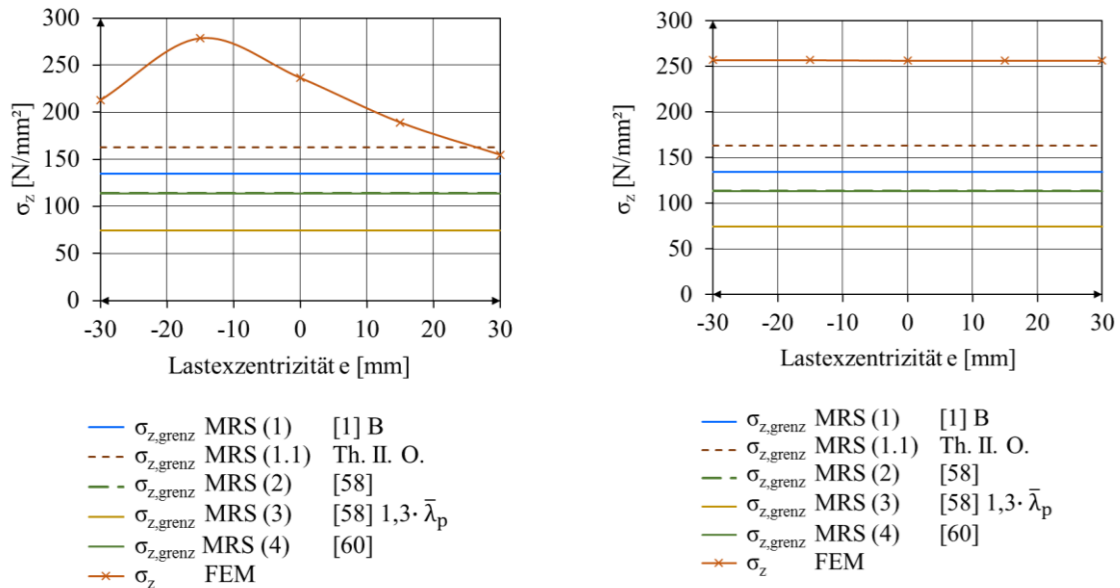 300
250
200
150
100
50
0
σz [N/mm²]
-30 -20 -10 0 10 20 30
Lastexzentrizität e [mm]
σz,grenz MRS (1) [1] B
σz,grenz MRS (1.1) Th. II. O.
σz,grenz MRS (2) [58]
σz,grenz MRS (3) [58] 1,3· λ̄p
σz,grenz MRS (4) [60]
σz FEM
300
250
200
150
100
50
0
σz [N/mm²]
-30 -20 -10 0 10 20 30
Lastexzentrizität e [mm]
σz,grenz MRS (1) [1] B
σz,grenz MRS (1.1) Th. II. O.
σz,grenz MRS (2) [58]
σz,grenz MRS (3) [58] 1,3· λ̄p
σz,grenz MRS (4) [60]
σz FEM